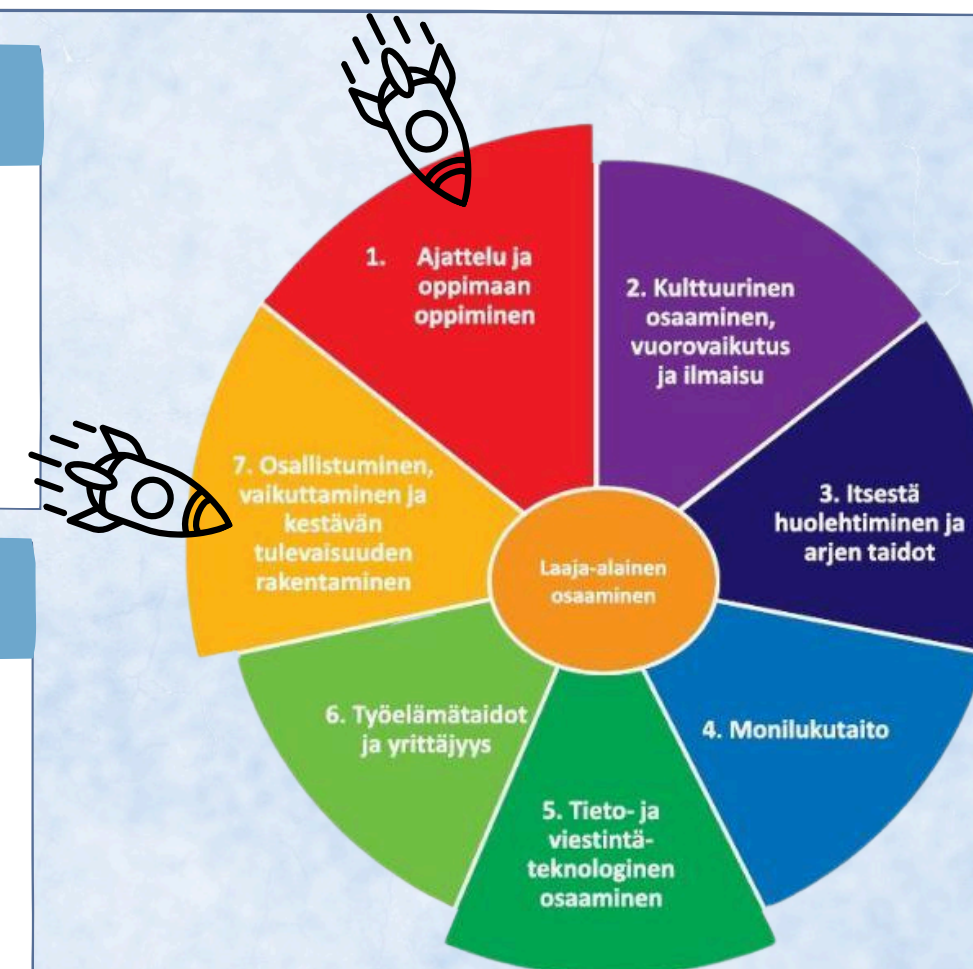 1. Ajattelu ja
oppimaan
oppiminen
2. Kulttuurinen
osaaminen,
vuorovaikutus
ja ilmaisu
3. Itsestä
huolehtiminen ja
arjen taidot
4. Monilukutaito
5. Tieto- ja
viestintä-
teknologinen
osaaminen
6. Työelämätaidot
ja yrittäjyys
7. Osallistuminen,
vaikuttaminen ja
kestävän
tulevaisuuden
rakentaminen
Laaja-alainen
osaaminen